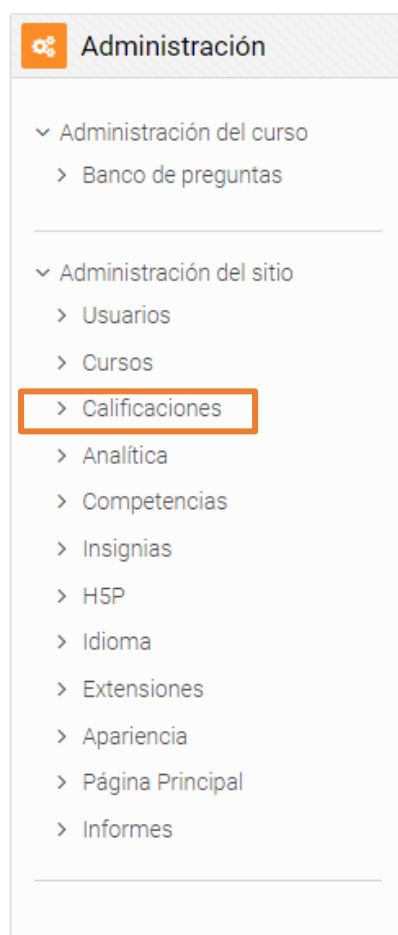 Administración
Administración del curso
Banco de preguntas
Administración del sitio
Usuarios
Cursos
Calificaciones
Analítica
Competencias
Insignias
H5P
Idioma
Extensiones
Apariencia
Página Principal
Informes